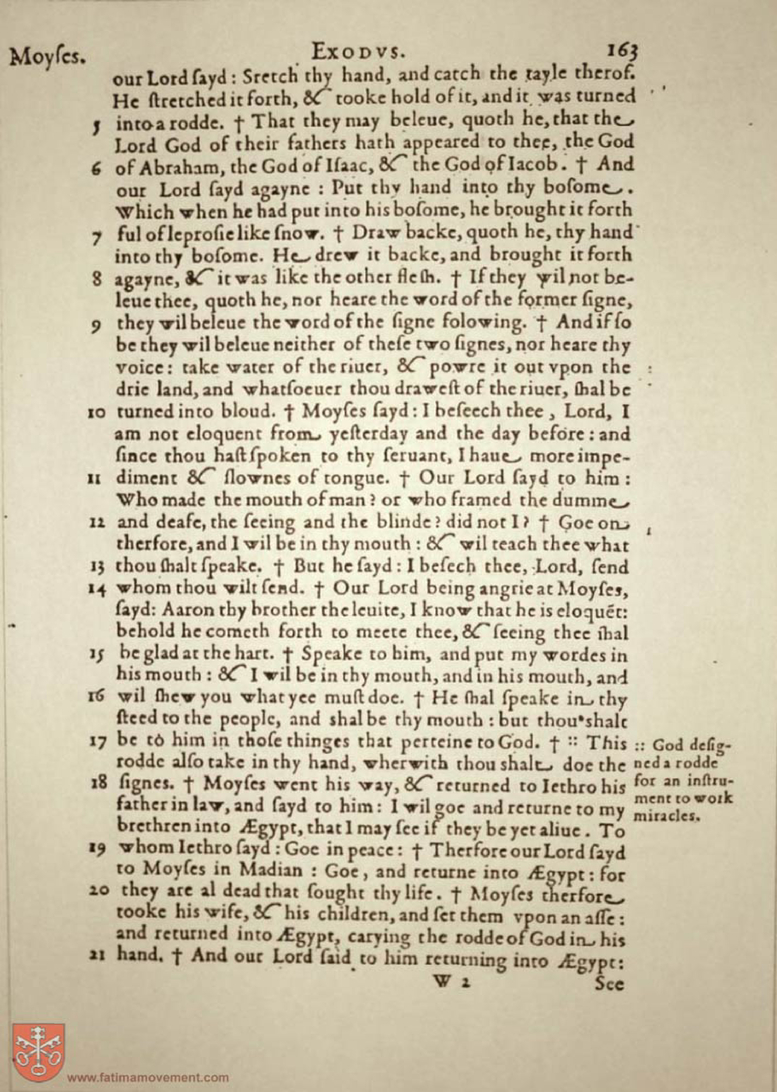 Moyſes. EXODVS. 163
our Lord ſayd : Sretch thy hand, and catch the tayle therof.
He ſtretched it forth, & tooke hold of it, and it was turned
5 into a rodde. † That they may beleue, quoth he, that the
Lord God of their fathers hath appeared to thee, the God
6 of Abraham, the God of Iſaac, & the God of Iacob. † And
our Lord ſayd agayne : Put thy hand into thy boſome.
Which when he had put into his boſome, he brought it forth
7 ful of leproſie like ſnow. † Draw backe, quoth he, thy hand
into thy boſome. He drew it backe, and brought it forth
8 agayne, & it was like the other fleſh. † If they wil not be-
leue thee, quoth he, nor heare the word of the former ſigne,
9 they wil beleue the word of the ſigne folowing. † And if ſo
be they wil beleue neither of theſe two ſignes, nor heare thy
voice : take water of the riuer, & powre it out vpon the
drie land, and whatſoeuer thou draweſt of the riuer, ſhal be
10 turned into bloud. † Moyſes ſayd : I beſeech thee, Lord, I
am not eloquent from yeſterday and the day before : and
ſince thou haſt ſpoken to thy ſeruant, I haue more impe-
11 diment & ſlownes of tongue. † Our Lord ſayd to him :
Who made the mouth of man ? or who framed the dumme
12 and deafe, the ſeeing and the blinde ? did not I ? † Goe on
therfore, and I wil be in thy mouth : & wil teach thee what
13 thou ſhalt ſpeake. † But he ſayd : I beſech thee, Lord, ſend
14 whom thou wilt ſend. † Our Lord being angrie at Moyſes,
ſayd: Aaron thy brother the leuite, I know that he is eloquẽt:
behold he cometh forth to meete thee, & ſeeing thee ſhal
15 be glad at the hart. † Speake to him, and put my wordes in
his mouth : & I wil be in thy mouth, and in his mouth, and
16 wil ſhew you what yee muſt doe. † He ſhal ſpeake in thy
ſteed to the people, and shal be thy mouth : but thou shalt
17 be to him in thoſe thinges that perteine to God. † :: This
rodde alſo take in thy hand, wherwith thou shalt doe the
18 ſignes. † Moyſes went his way, & returned to Iethro his
father in law, and ſayd to him : I wil goe and returne to my
brethren into Ægypt, that I may ſee if they be yet aliue. To
19 whom Iethro ſayd : Goe in peace : † Therfore our Lord ſayd
to Moyſes in Madian : Goe, and returne into Ægypt : for
20 they are al dead that ſought thy life. † Moyſes therfore
tooke his wife, & his children, and ſet them vpon an aſſe :
and returned into Ægypt, carying the rodde of God in his
21 hand. † And our Lord ſaid to him returning into Ægypt:
W 2 See
:: God deſig-
ned a rodde
for an inſtru-
ment to work
miracles.
www.fatimamovement.com